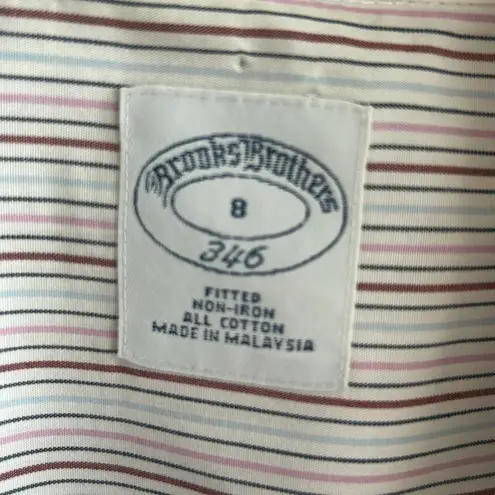 Brooks Brothers
8
346
FITTED
NON-IRON
ALL COTTON
MADE IN MALAYSIA